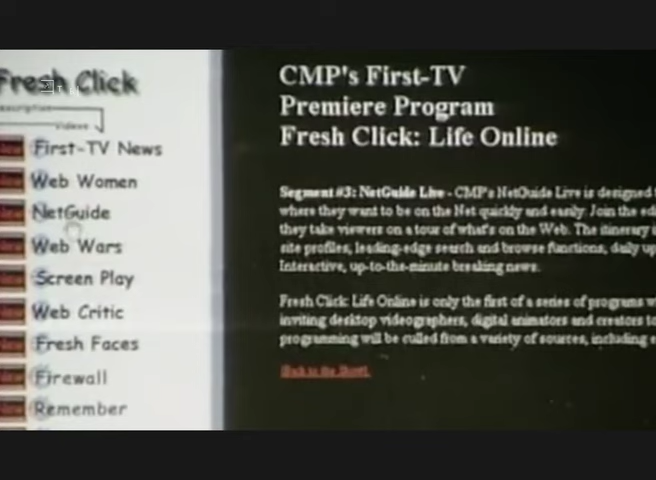 Fresh Click
description
videos
First-TV News
Web Women
NetGuide
Web Wars
Screen Play
Web Critic
Fresh Faces
Firewall
Remember
CMP's First-TV
Premiere Program
Fresh Click: Life Online
Segment #3: NetGuide Live - CMP's NetGuide Live is designed
where they want to be on the Net quickly and easily. Join the
they take viewers on a tour of what's on the Web. The itinerary
site profiles, leading-edge search and browse functions, daily
Interactive, up-to-the-minute breaking news.
Fresh Click: Life Online is only the first of a series of programs
inviting desktop videographers, digital animators and creators
programming will be culled from a variety of sources, including
[Back to the Show!]